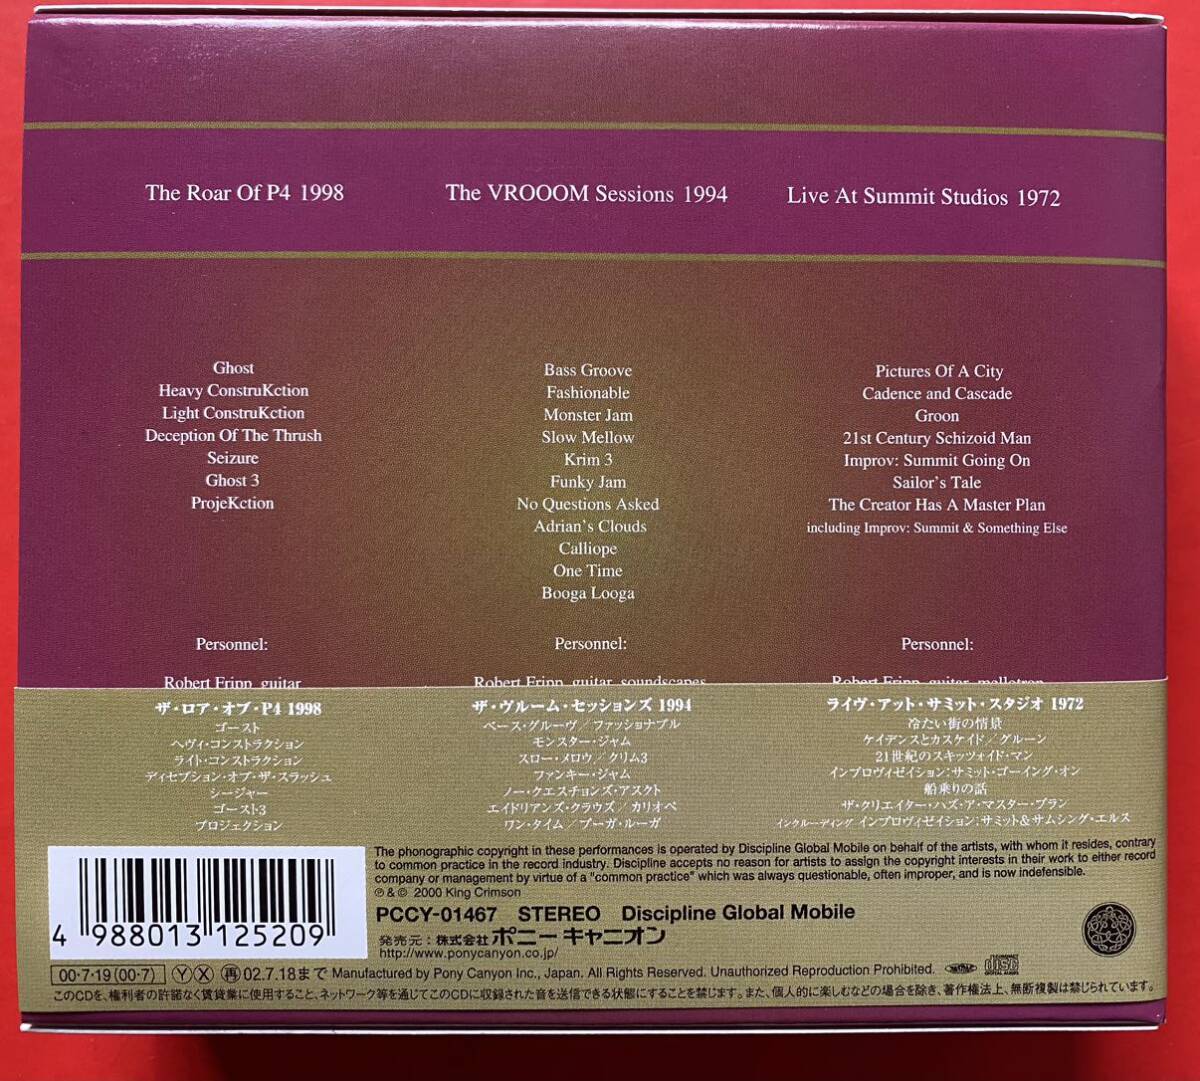 The Roar Of P4 1998
The VROOOM Sessions 1994
Live At Summit Studios 1972
Ghost
Heavy ConstruKction
Light ConstruKction
Deception Of The Thrush
Seizure
Ghost 3
ProjeKction
Personnel:
Robert Fripp guitar
Bass Groove
Fashionable
Monster Jam
Slow Mellow
Krim 3
Funky Jam
No Questions Asked
Adrian's Clouds
Calliope
One Time
Booga Looga
Personnel:
Robert Fripp guitar, soundscapes
Pictures Of A City
Cadence and Cascade
Groon
21st Century Schizoid Man
Improv: Summit Going On
Sailor's Tale
The Creator Has A Master Plan
including Improv: Summit & Something Else
Personnel:
Robert Fripp guitar, mellotron
ザ・ロア・オブ・P4 1998
ゴースト
ヘヴィ・コンストラクション
ライト・コンストラクション
ディセプション・オブ・ザ・スラッシュ
シージャー
ゴースト3
プロジェクション
ザ・ヴルーム・セッションズ 1994
ベース・グルーヴ／ファッショナブル
モンスター・ジャム
スロー・メロウ／クリム3
ファンキー・ジャム
ノー・クエスチョンズ・アスクト
エイドリアンズ・クラウズ／カリオペ
ワン・タイム／ブーガ・ルーガ
ライヴ・アット・サミット・スタジオ 1972
冷たい街の情景
ケイデンスとカスケイド／グルーン
21世紀のスキッツォイド・マン
インプロヴィゼイション：サミット・ゴーイング・オン
船乗りの話
ザ・クリエイター・ハズ・ア・マスター・プラン
インクルーディング インプロヴィゼイション：サミット＆サムシング・エルス
The phonographic copyright in these performances is operated by Discipline Global Mobile on behalf of the artists, with whom it resides, contrary
to common practice in the record industry. Discipline accepts no reason for artists to assign the copyright interests in their work to either record
company or management by virtue of a "common practice" which was always questionable, often improper, and is now indefensible.
℗ & © 2000 King Crimson
PCCY-01467 STEREO Discipline Global Mobile
発売元：株式会社ポニーキャニオン
http://www.ponycanyon.co.jp/
4 988013 125209
00・7・19 (00・7) Ⓨ Ⓧ 再 02.7.18まで Manufactured by Pony Canyon Inc., Japan. All Rights Reserved. Unauthorized Reproduction Prohibited.
COMPACT disc DIGITAL AUDIO
このCDを、権利者の許諾なく賃貸業に使用すること、ネットワーク等を通じてこのCDに収録された音を送信できる状態にすることを禁じます。また、個人的に楽しむなどの場合を除き、著作権法上、無断複製は禁じられています。